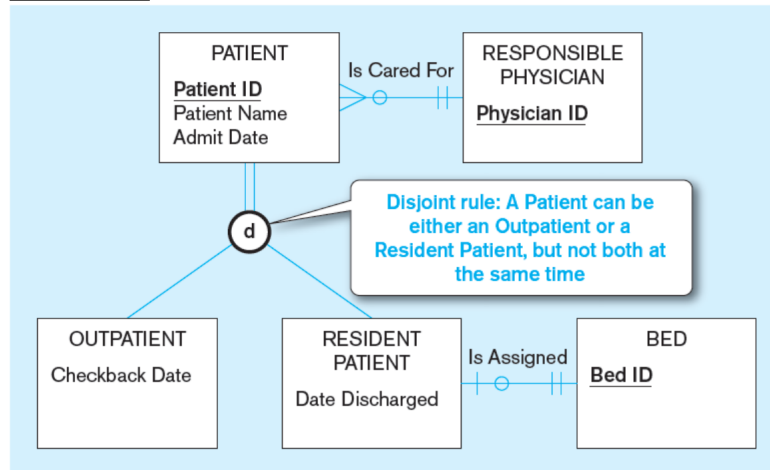 PATIENT
Patient ID
Patient Name
Admit Date
Is Cared For
RESPONSIBLE
PHYSICIAN
Physician ID
d
Disjoint rule: A Patient can be
either an Outpatient or a
Resident Patient, but not both at
the same time
OUTPATIENT
Checkback Date
RESIDENT
PATIENT
Date Discharged
Is Assigned
BED
Bed ID